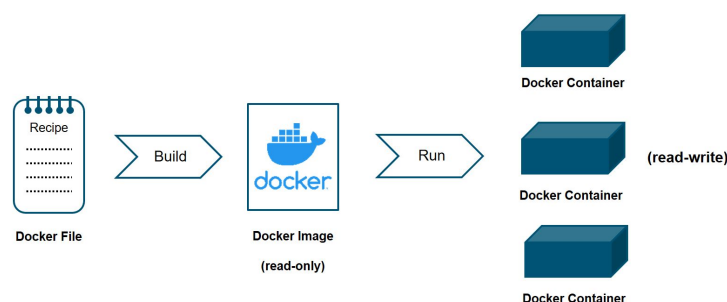 Recipe
Docker File
Build
docker
Docker Image
(read-only)
Run
Docker Container
Docker Container
(read-write)
Docker Container